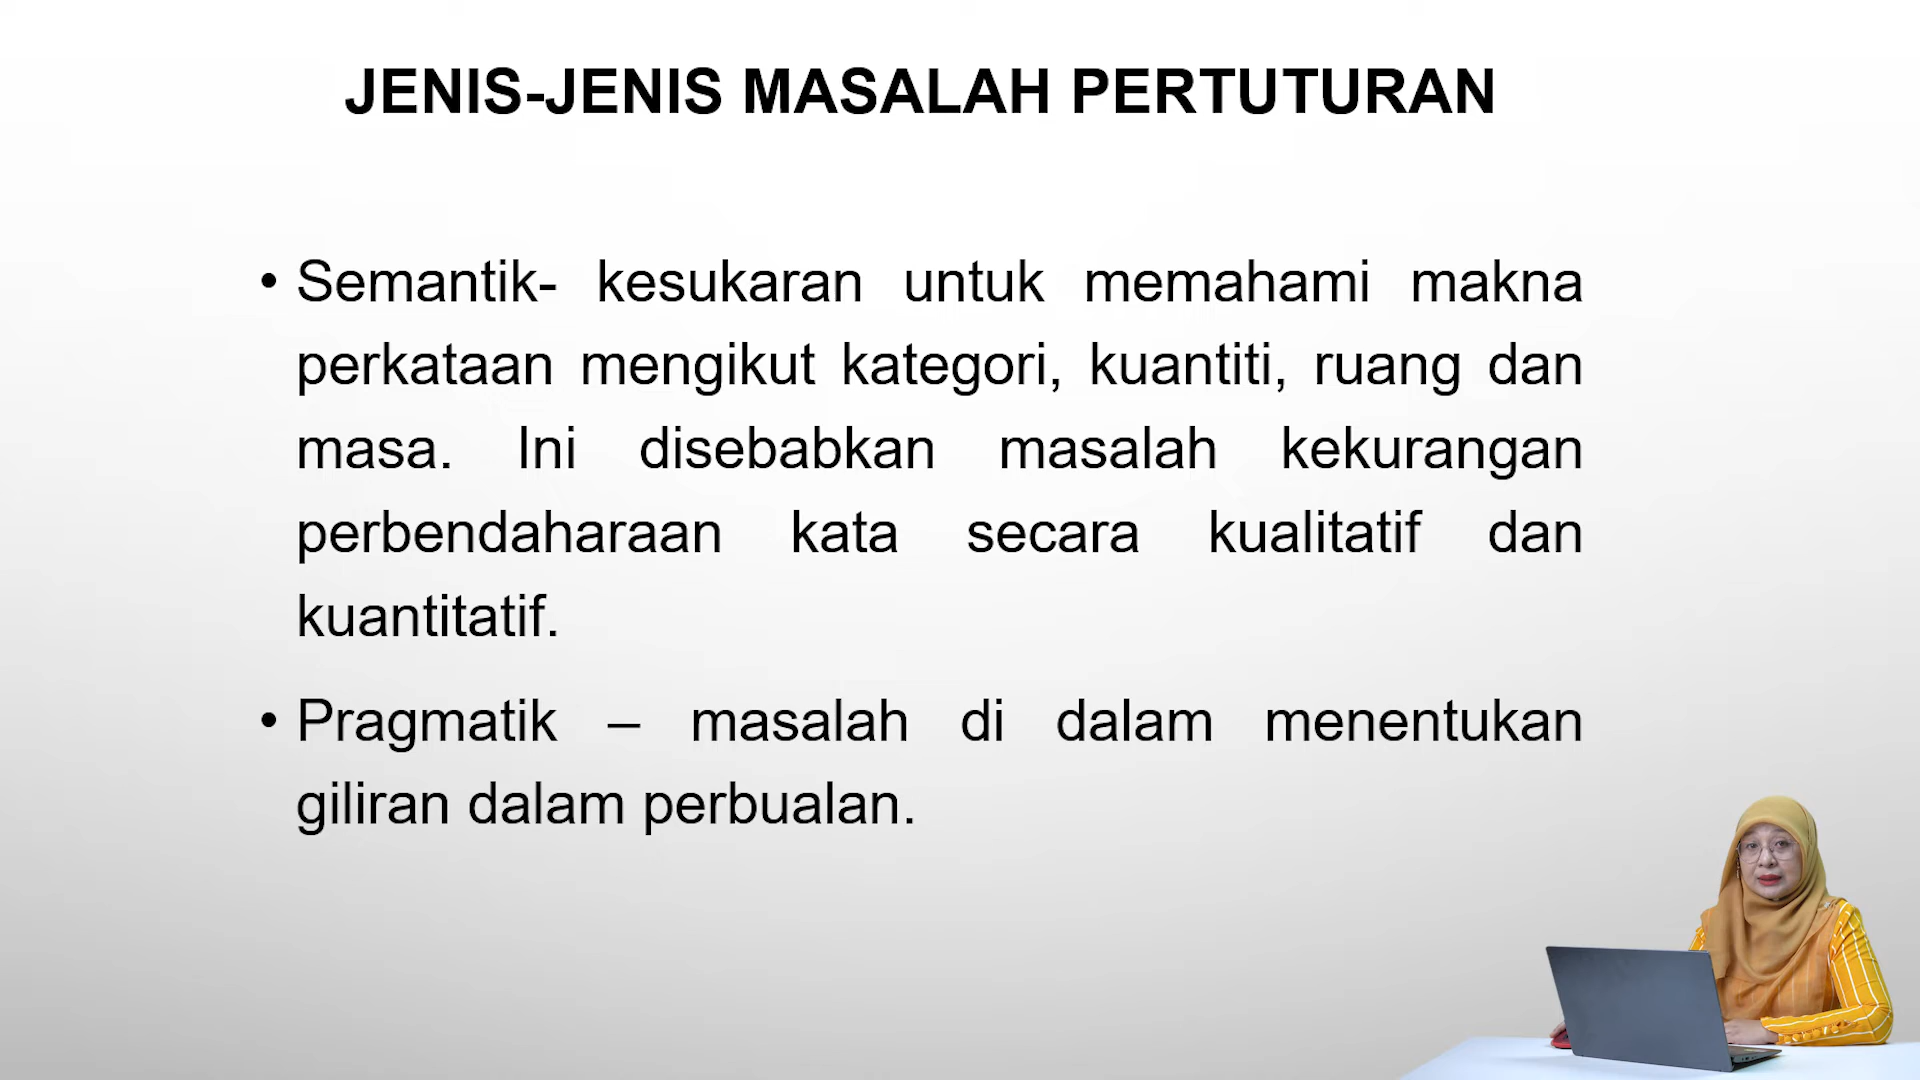 JENIS-JENIS MASALAH PERTUTURAN
• Semantik- kesukaran untuk memahami makna
perkataan mengikut kategori, kuantiti, ruang dan
masa. Ini disebabkan masalah kekurangan
perbendaharaan kata secara kualitatif dan
kuantitatif.
• Pragmatik – masalah di dalam menentukan
giliran dalam perbualan.